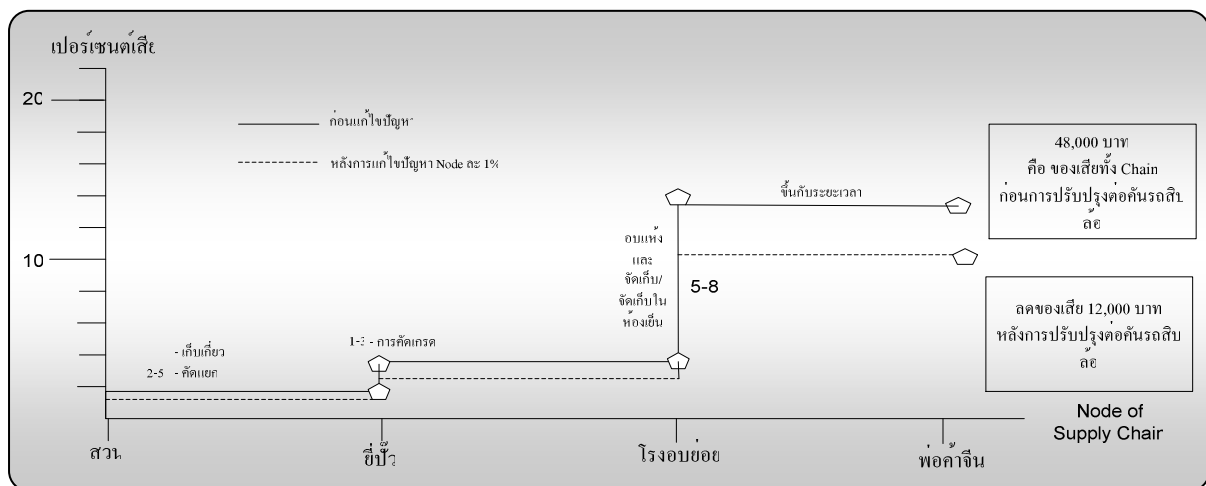 เปอร์เซนต์เสีย
20
10
ก่อนแก้ไขปัญหา
หลังการแก้ไขปัญหา Node ละ 1%
48,000 บาท
คือ ของเสียทั้ง Chain
ก่อนการปรับปรุงต่อคันรถสิบ
ล้อ
ขึ้นกับระยะเวลา
อบแห้ง
และ
จัดเก็บ/
จัดเก็บใน
ห้องเย็น
5-8
ลดของเสีย 12,000 บาท
หลังการปรับปรุงต่อคันรถสิบ
ล้อ
1-3 - การคัดเกรด
- เก็บเกี่ยว
2-5 - คัดแยก
Node of
Supply Chain
สวน
ยี่ปั๊ว
โรงอบย่อย
พ่อค้าจีน